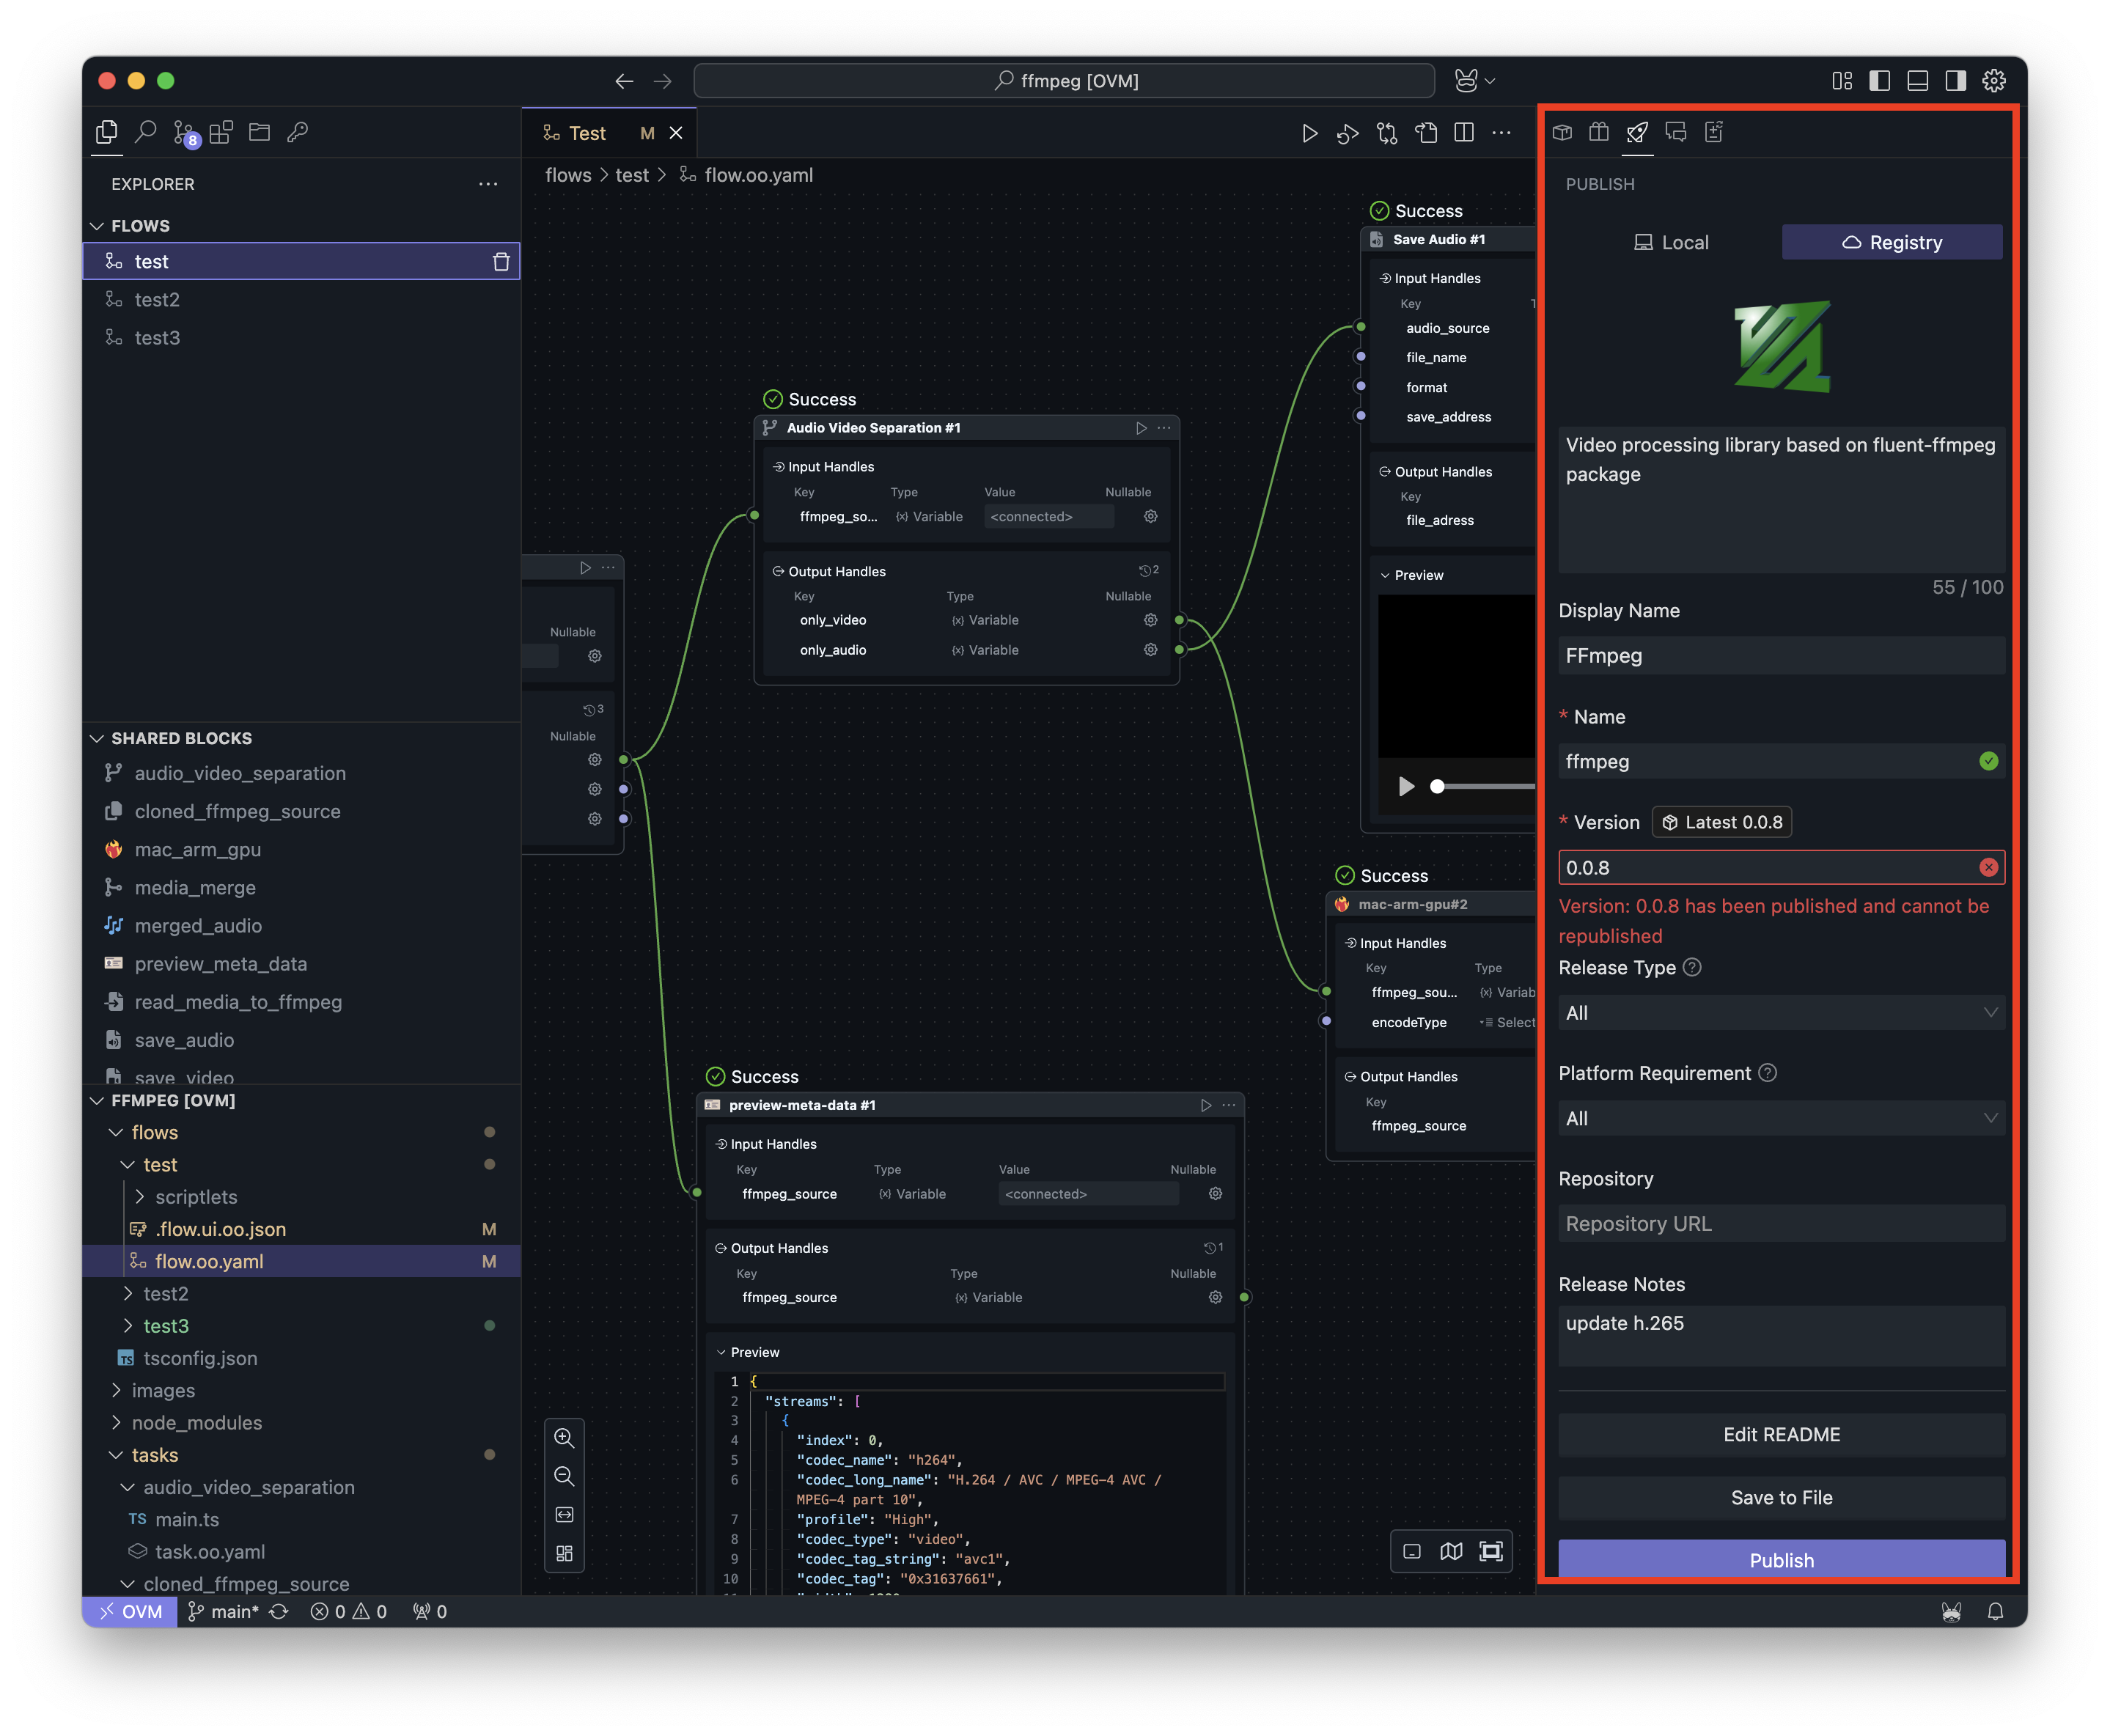 ffmpeg [OVM]
8
EXPLORER
FLOWS
test
test2
test3
SHARED BLOCKS
audio_video_separation
cloned_ffmpeg_source
mac_arm_gpu
media_merge
merged_audio
preview_meta_data
read_media_to_ffmpeg
save_audio
save_video
FFMPEG [OVM]
flows
test
scriptlets
.flow.ui.oo.json M
flow.oo.yaml M
test2
test3
TS tsconfig.json
images
node_modules
tasks
audio_video_separation
TS main.ts
task.oo.yaml
cloned_ffmpeg_source
Test M
flows > test > flow.oo.yaml
Nullable
3
Nullable
Success
Audio Video Separation #1
Input Handles
Key Type Value Nullable
ffmpeg_so... {x} Variable <connected>
Output Handles 2
Key Type Nullable
only_video {x} Variable
only_audio {x} Variable
Success
Save Audio #1
Input Handles
Key
audio_source
file_name
format
save_address
Output Handles
Key
file_adress
Preview
Success
mac-arm-gpu#2
Input Handles
Key Type
ffmpeg_sou... {x} Variab
encodeType Select
Output Handles
Key
ffmpeg_source
Success
preview-meta-data #1
Input Handles
Key Type Value Nullable
ffmpeg_source {x} Variable <connected>
Output Handles 1
Key Type Nullable
ffmpeg_source {x} Variable
Preview
1 {
2 "streams": [
3 {
4 "index": 0,
5 "codec_name": "h264",
6 "codec_long_name": "H.264 / AVC / MPEG-4 AVC /
MPEG-4 part 10",
7 "profile": "High",
8 "codec_type": "video",
9 "codec_tag_string": "avc1",
10 "codec_tag": "0x31637661",
PUBLISH
Local Registry
Video processing library based on fluent-ffmpeg
package
55 / 100
Display Name
FFmpeg
* Name
ffmpeg
* Version Latest 0.0.8
0.0.8
Version: 0.0.8 has been published and cannot be
republished
Release Type ?
All
Platform Requirement ?
All
Repository
Repository URL
Release Notes
update h.265
Edit README
Save to File
Publish
OVM main* 0 0 0